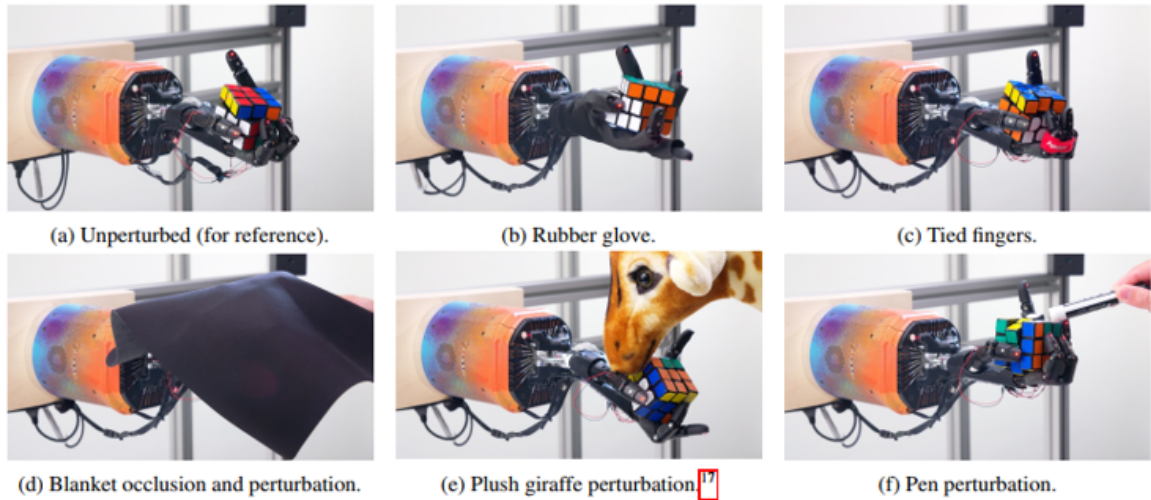 (a) Unperturbed (for reference).
(b) Rubber glove.
(c) Tied fingers.
(d) Blanket occlusion and perturbation.
(e) Plush giraffe perturbation.17
(f) Pen perturbation.